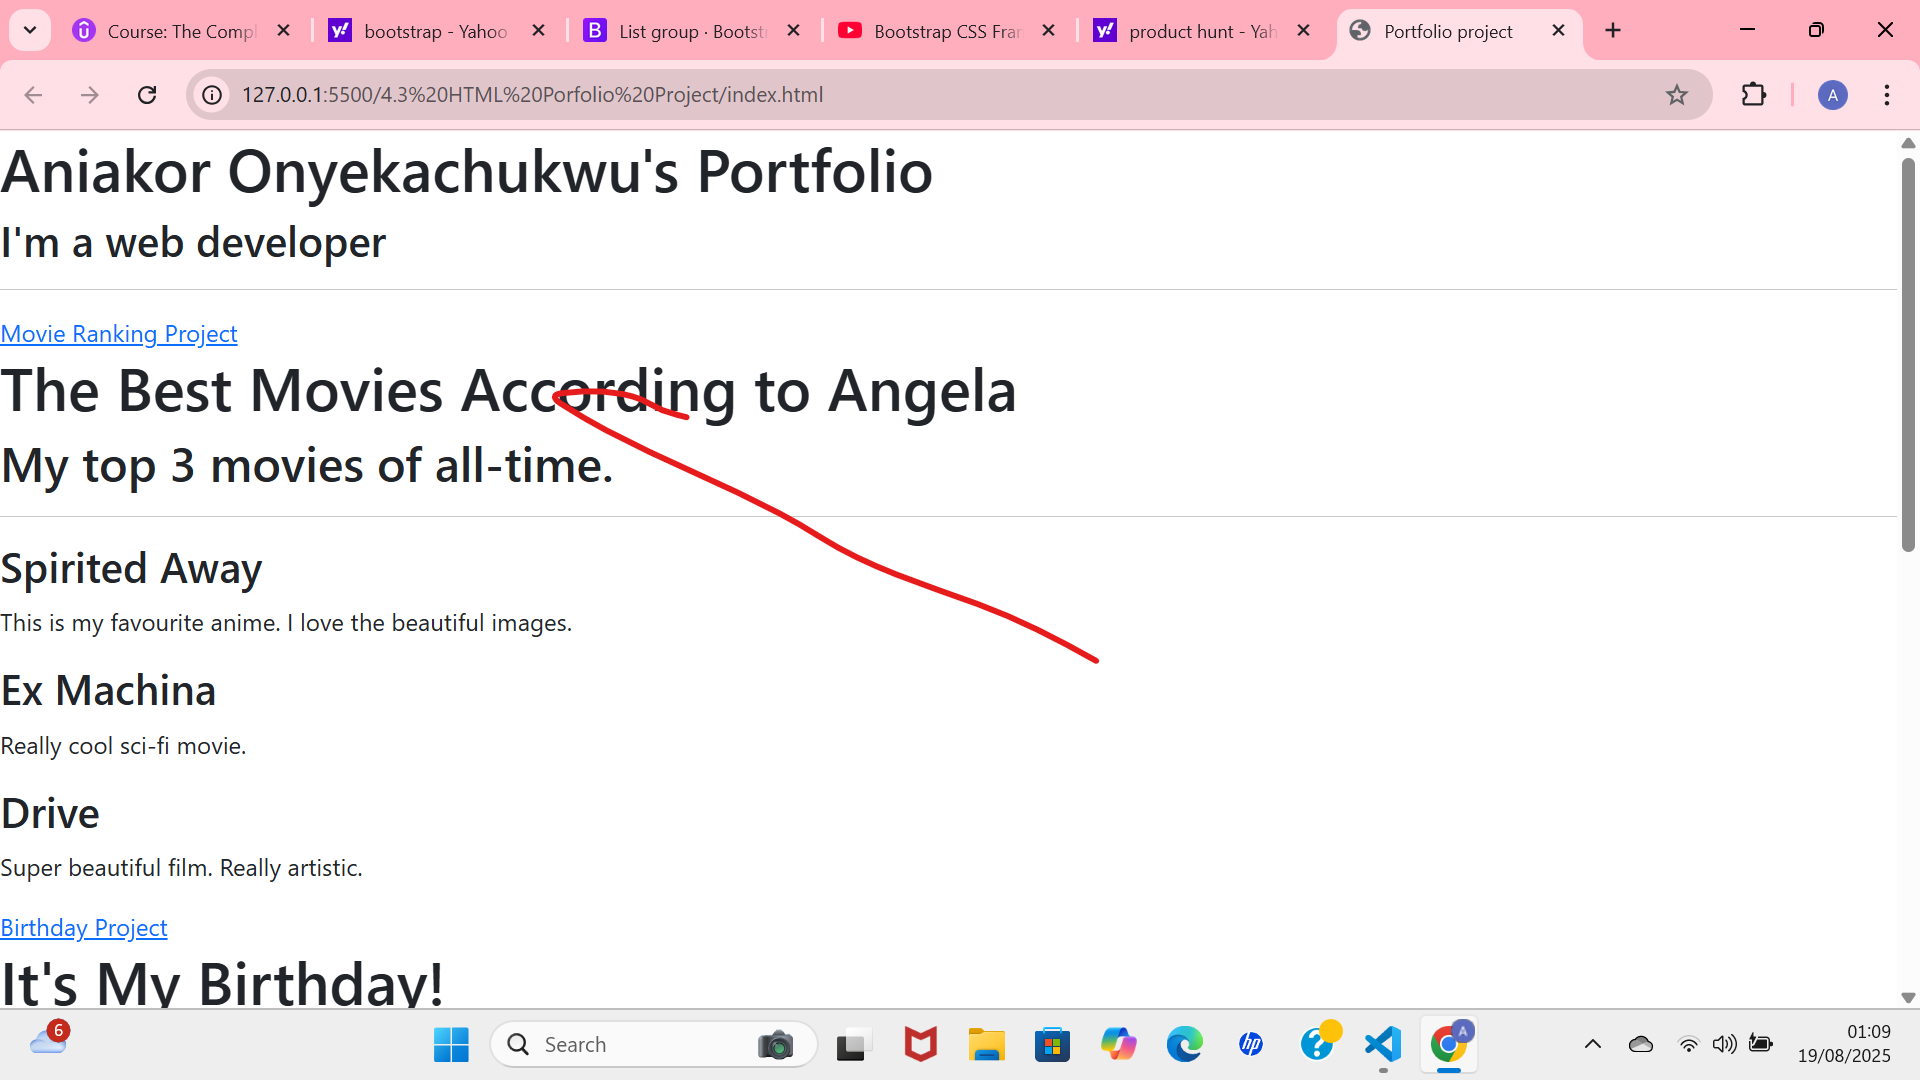 Course: The Compl
bootstrap - Yahoo
List group · Bootst
Bootstrap CSS Fran
product hunt - Yah
Portfolio project
127.0.0.1:5500/4.3%20HTML%20Porfolio%20Project/index.html
A
Aniakor Onyekachukwu's Portfolio
I'm a web developer
Movie Ranking Project
The Best Movies According to Angela
My top 3 movies of all-time.
Spirited Away
This is my favourite anime. I love the beautiful images.
Ex Machina
Really cool sci-fi movie.
Drive
Super beautiful film. Really artistic.
Birthday Project
It's My Birthday!
6
Search
hp
A
01:09
19/08/2025